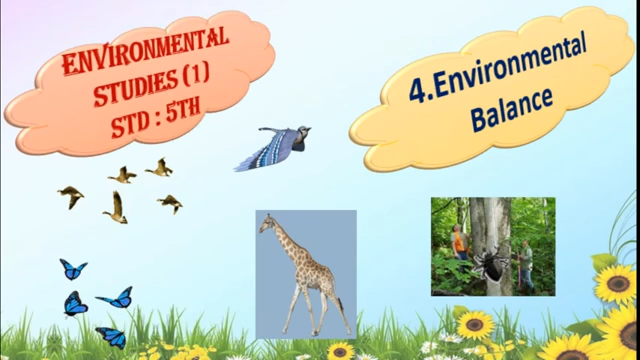 ENVIRONMENTAL
STUDIES (1)
STD : 5TH
4.Environmental
Balance